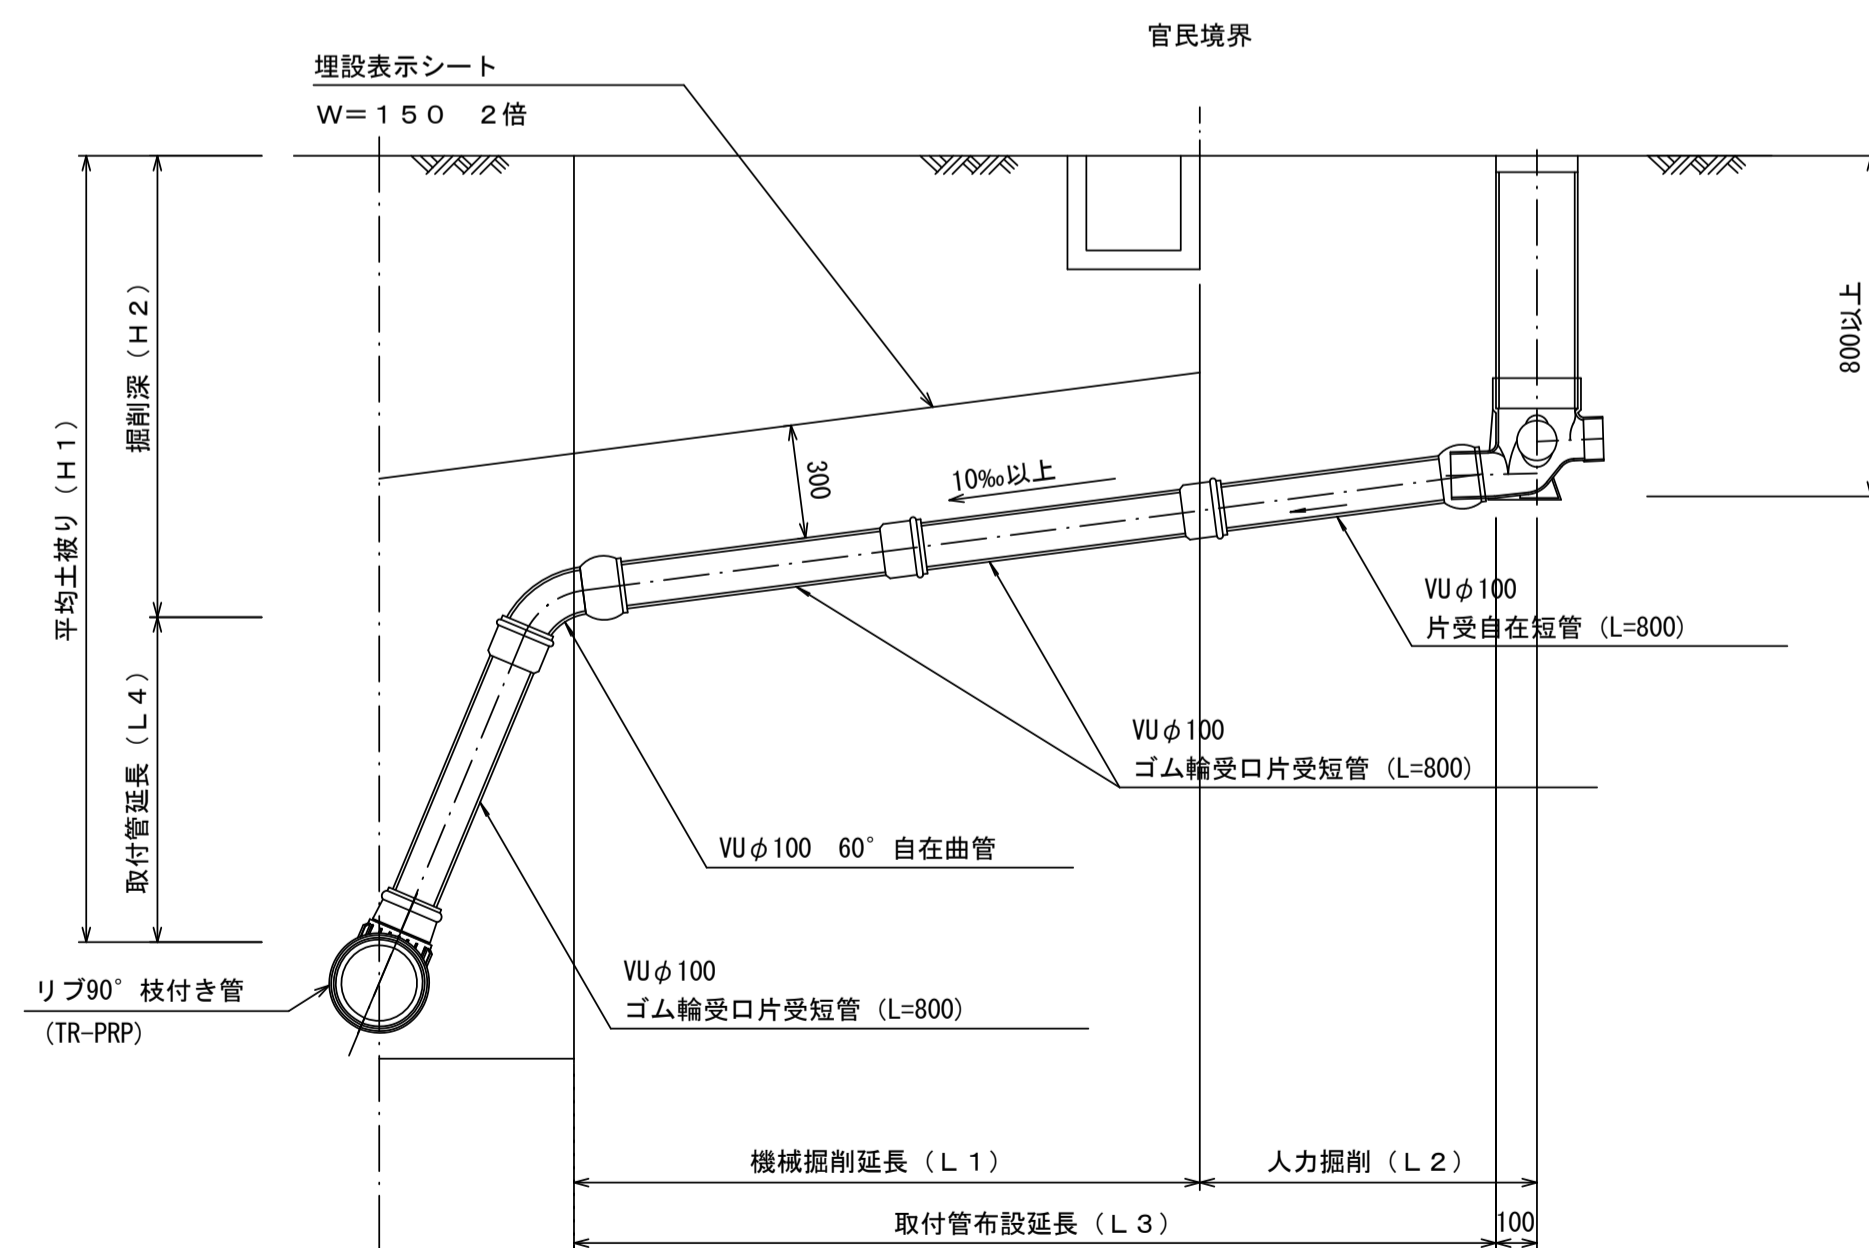 官民境界
埋設表示シート
W=150 2倍
掘削深(H2)
平均土被り(H1)
取付管延長(L4)
800以上
300
10‰以上
VUφ100
片受自在短管 (L=800)
VUφ100
ゴム輪受口片受短管 (L=800)
VUφ100 60°自在曲管
VUφ100
ゴム輪受口片受短管 (L=800)
リブ90°枝付き管
(TR-PRP)
機械掘削延長(L1)
人力掘削(L2)
取付管布設延長(L3)
100